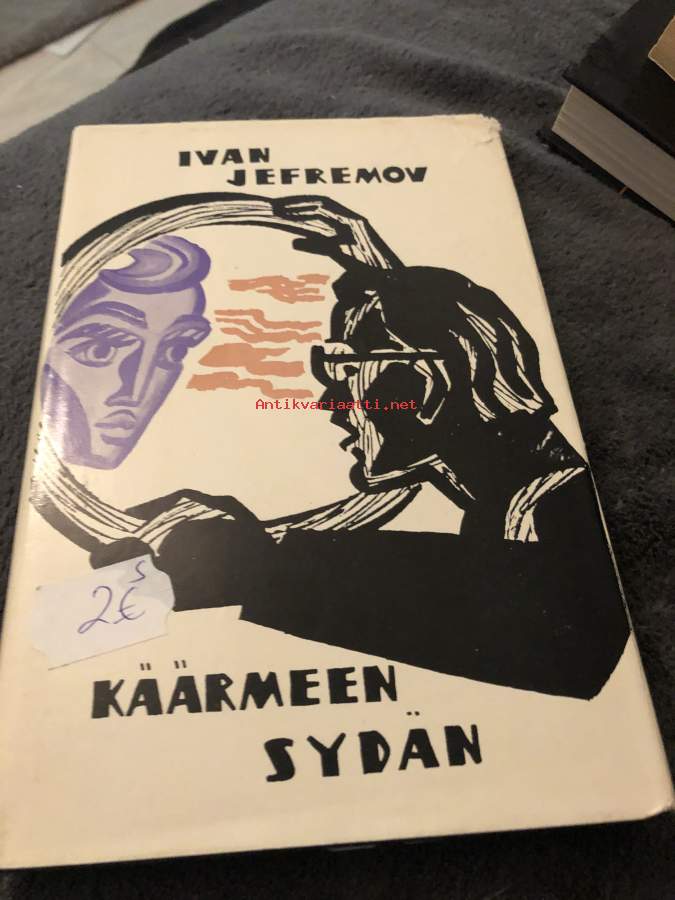 IVAN
JEFREMOV
Antikvariaatti.net
s
2€
KÄÄRMEEN
SYDÄN